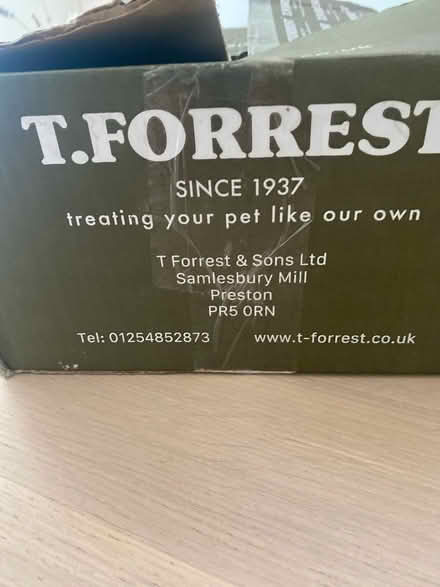 T.FORREST
SINCE 1937
treating your pet like our own
T Forrest & Sons Ltd
Samlesbury Mill
Preston
PR5 0RN
Tel: 01254852873 www.t-forrest.co.uk